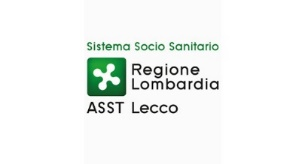 Sistema Socio Sanitario
Regione
Lombardia
ASST Lecco